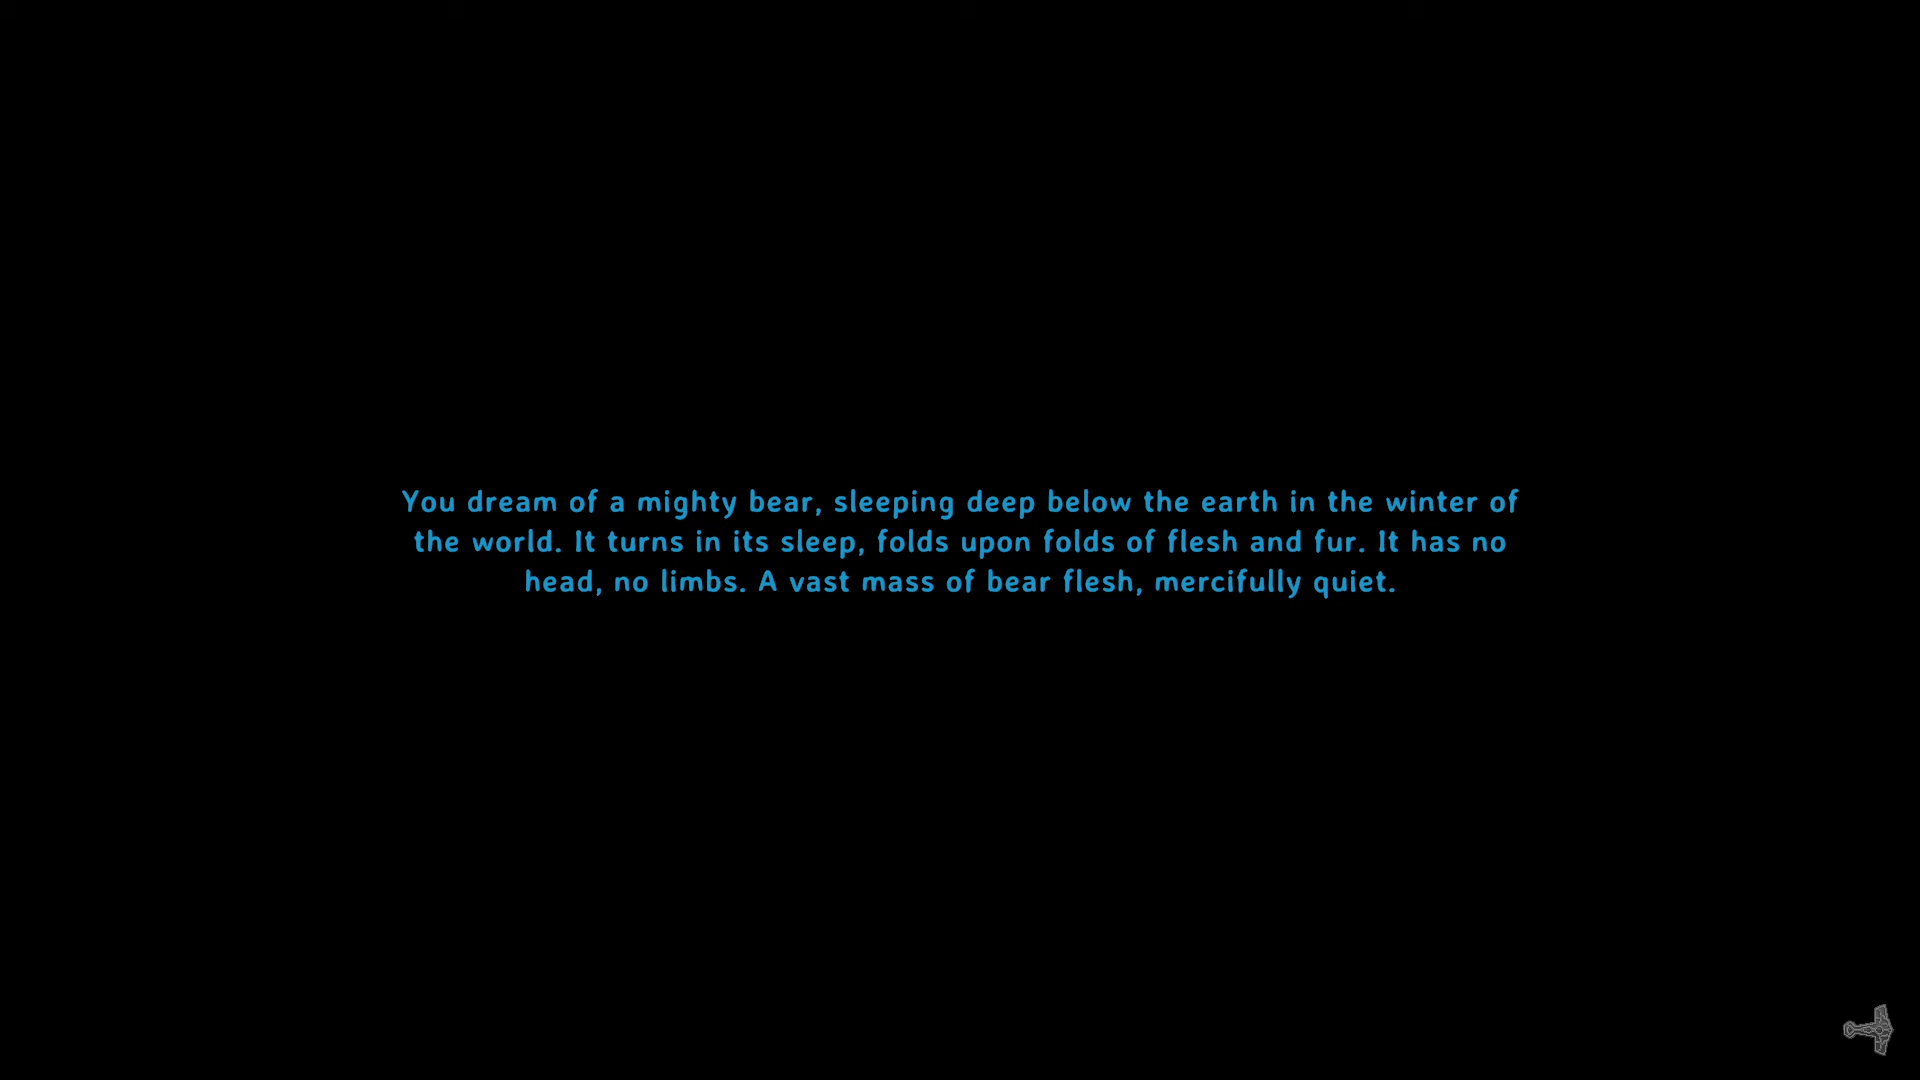 You dream of a mighty bear, sleeping deep below the earth in the winter of
the world. It turns in its sleep, folds upon folds of flesh and fur. It has no
head, no limbs. A vast mass of bear flesh, mercifully quiet.